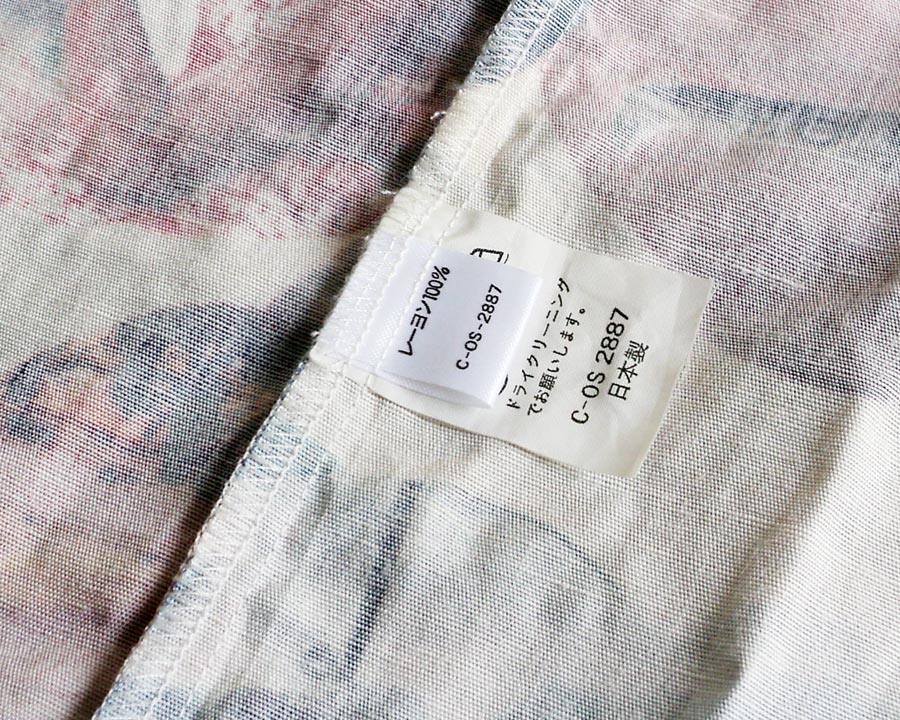 レーヨン100%
C-OS-2887
ドライクリーニング
でお願いします。
C-OS 2887
日本製